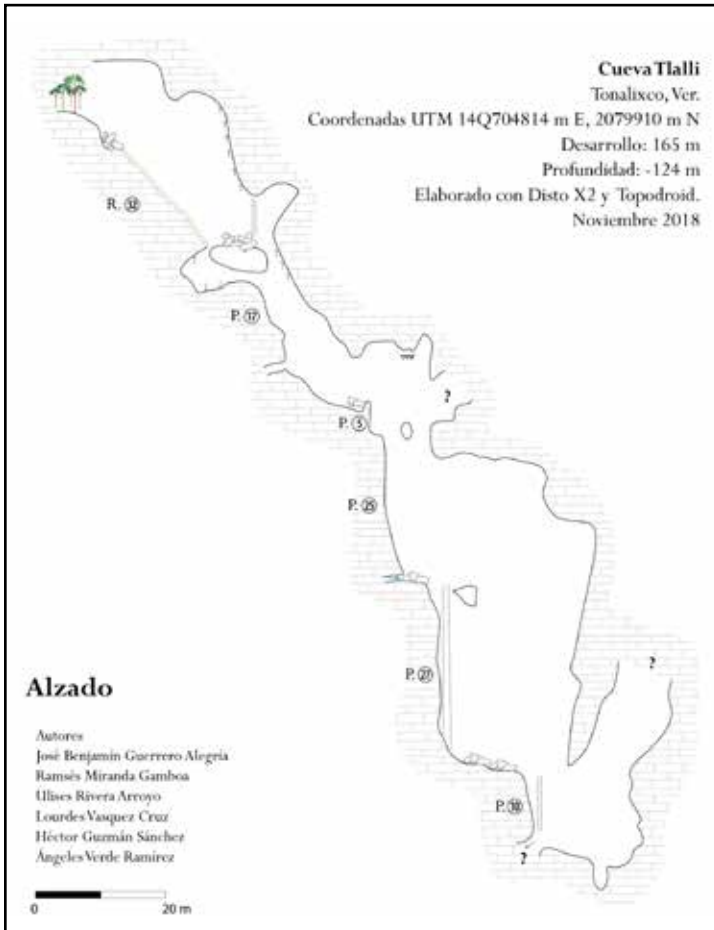 Cueva Tlalli
Tonalixco, Ver.
Coordenadas UTM 14Q704814 m E, 2079910 m N
Desarrollo: 165 m
Profundidad: -124 m
Elaborado con Disto X2 y Topodroid.
Noviembre 2018
R. 32
P. 17
?
P. 5
P. 25
?
P. 27
P. 10
?
Alzado
Autores
José Benjamín Guerrero Alegría
Ramsés Miranda Gamboa
Ulises Rivera Arroyo
Lourdes Vasquez Cruz
Héctor Guzmán Sánchez
Ángeles Verde Ramírez
0 20 m